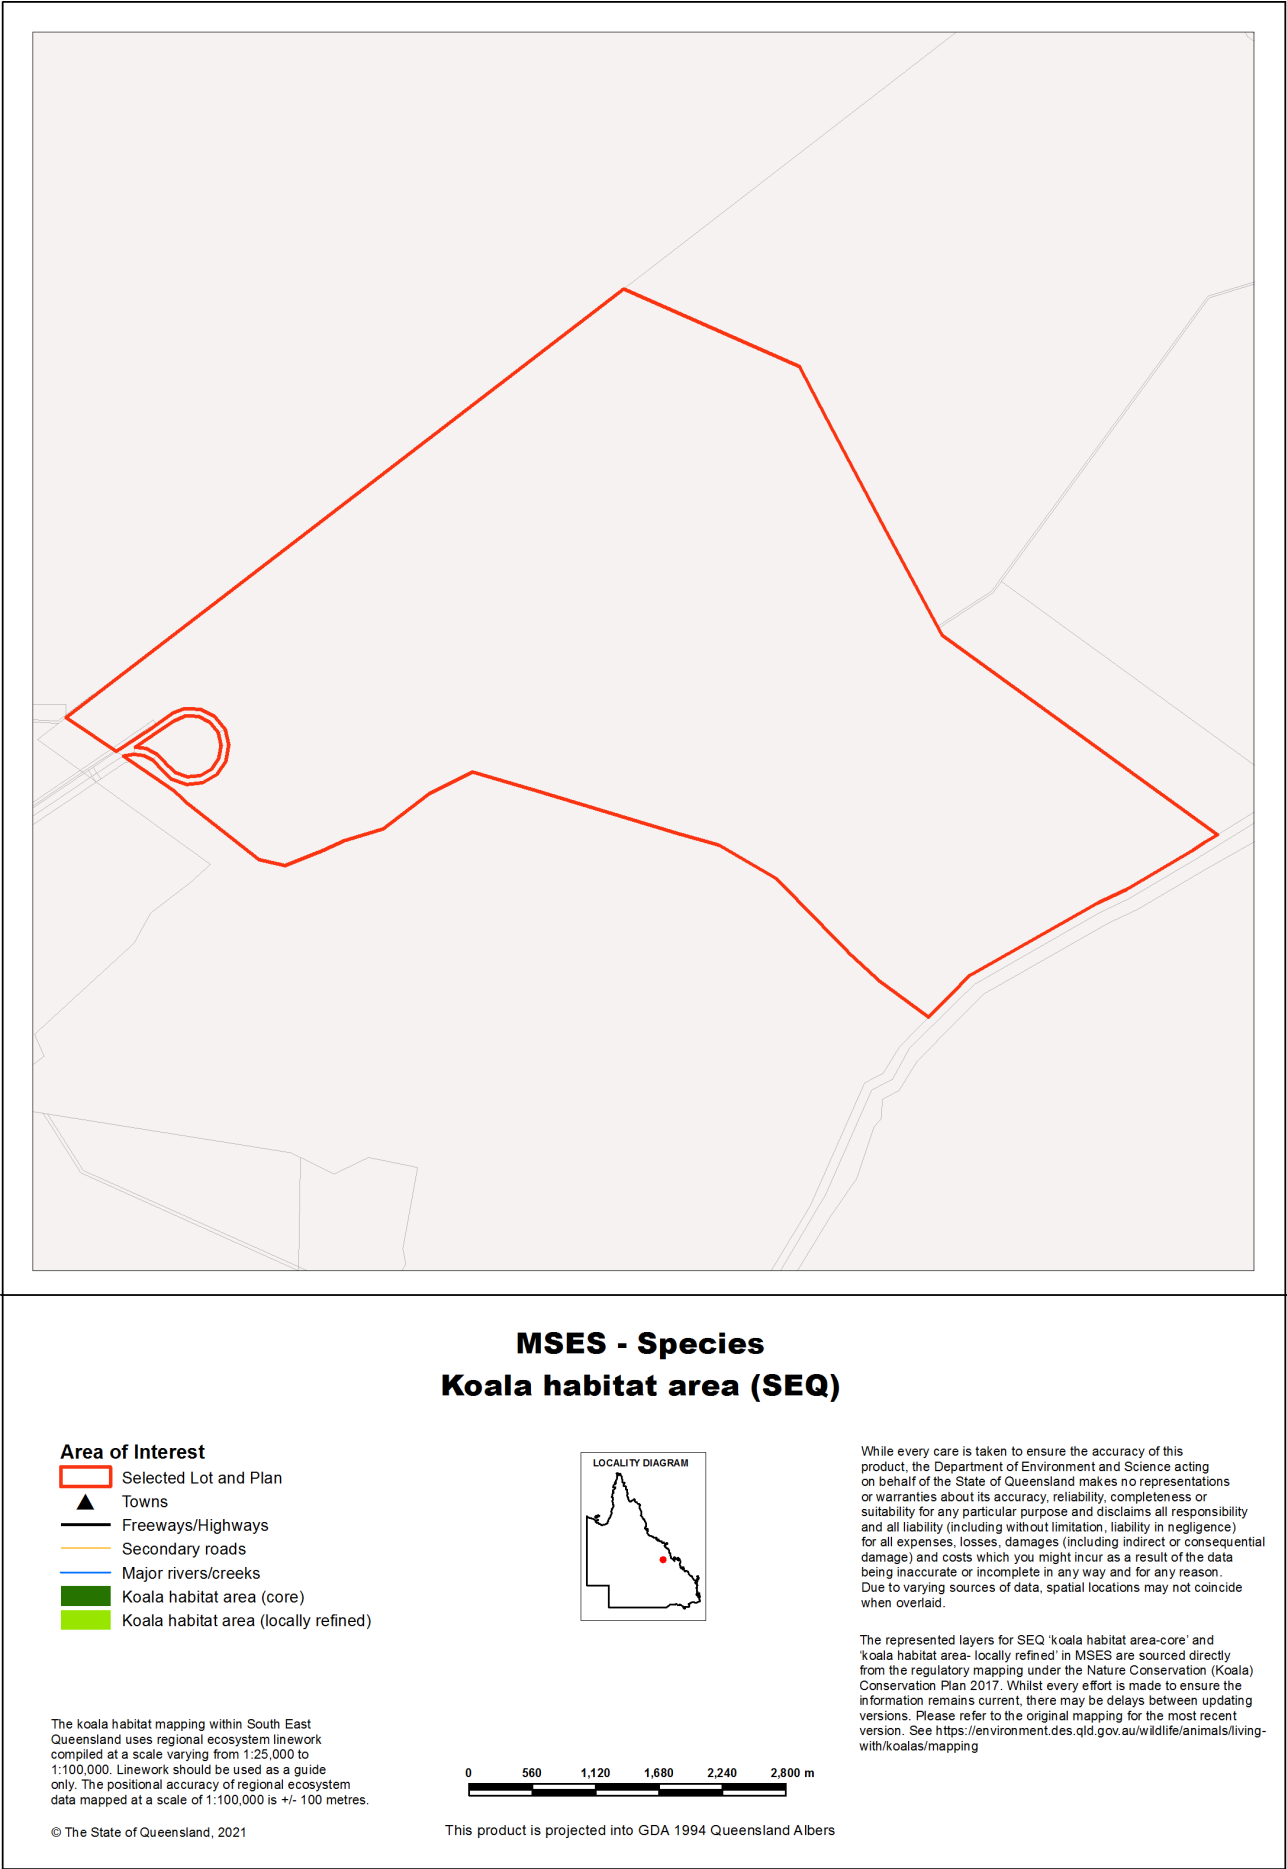 MSES - Species
Koala habitat area (SEQ)
Area of Interest
Selected Lot and Plan
Towns
Freeways/Highways
Secondary roads
Major rivers/creeks
Koala habitat area (core)
Koala habitat area (locally refined)
The koala habitat mapping within South East
Queensland uses regional ecosystem linework
compiled at a scale varying from 1:25,000 to
1:100,000. Linework should be used as a guide
only. The positional accuracy of regional ecosystem
data mapped at a scale of 1:100,000 is +/- 100 metres.
© The State of Queensland, 2021
LOCALITY DIAGRAM
0 560 1,120 1,680 2,240 2,800 m
This product is projected into GDA 1994 Queensland Albers
While every care is taken to ensure the accuracy of this
product, the Department of Environment and Science acting
on behalf of the State of Queensland makes no representations
or warranties about its accuracy, reliability, completeness or
suitability for any particular purpose and disclaims all responsibility
and all liability (including without limitation, liability in negligence)
for all expenses, losses, damages (including indirect or consequential
damage) and costs which you might incur as a result of the data
being inaccurate or incomplete in any way and for any reason.
Due to varying sources of data, spatial locations may not coincide
when overlaid.
The represented layers for SEQ 'koala habitat area-core' and
'koala habitat area- locally refined' in MSES are sourced directly
from the regulatory mapping under the Nature Conservation (Koala)
Conservation Plan 2017. Whilst every effort is made to ensure the
information remains current, there may be delays between updating
versions. Please refer to the original mapping for the most recent
version. See https://environment.des.qld.gov.au/wildlife/animals/living-
with/koalas/mapping